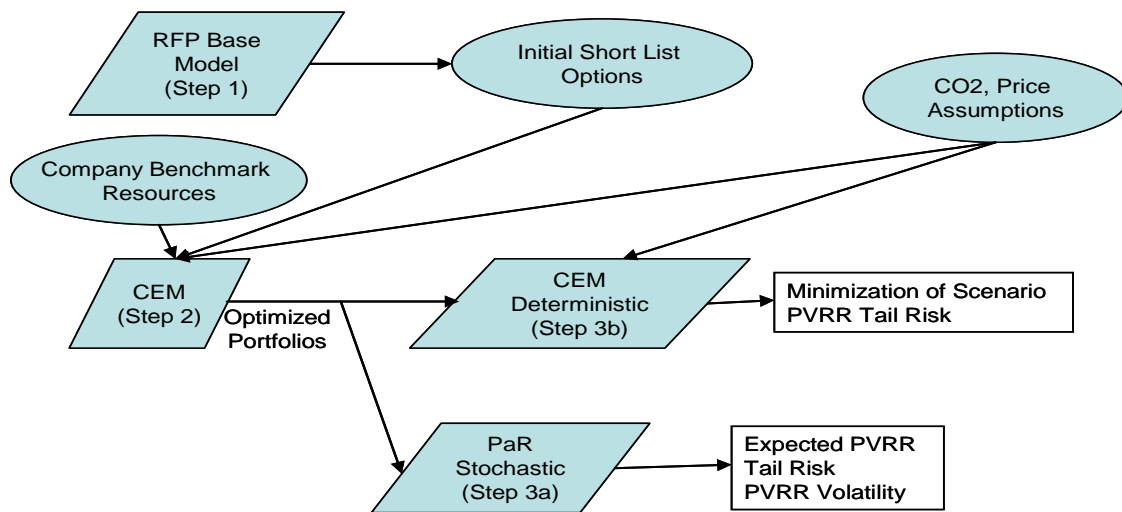 RFP Base
Model
(Step 1)
Initial Short List
Options
CO2, Price
Assumptions
Company Benchmark
Resources
CEM
(Step 2)
Optimized
Portfolios
CEM
Deterministic
(Step 3b)
Minimization of Scenario
PVRR Tail Risk
PaR
Stochastic
(Step 3a)
Expected PVRR
Tail Risk
PVRR Volatility